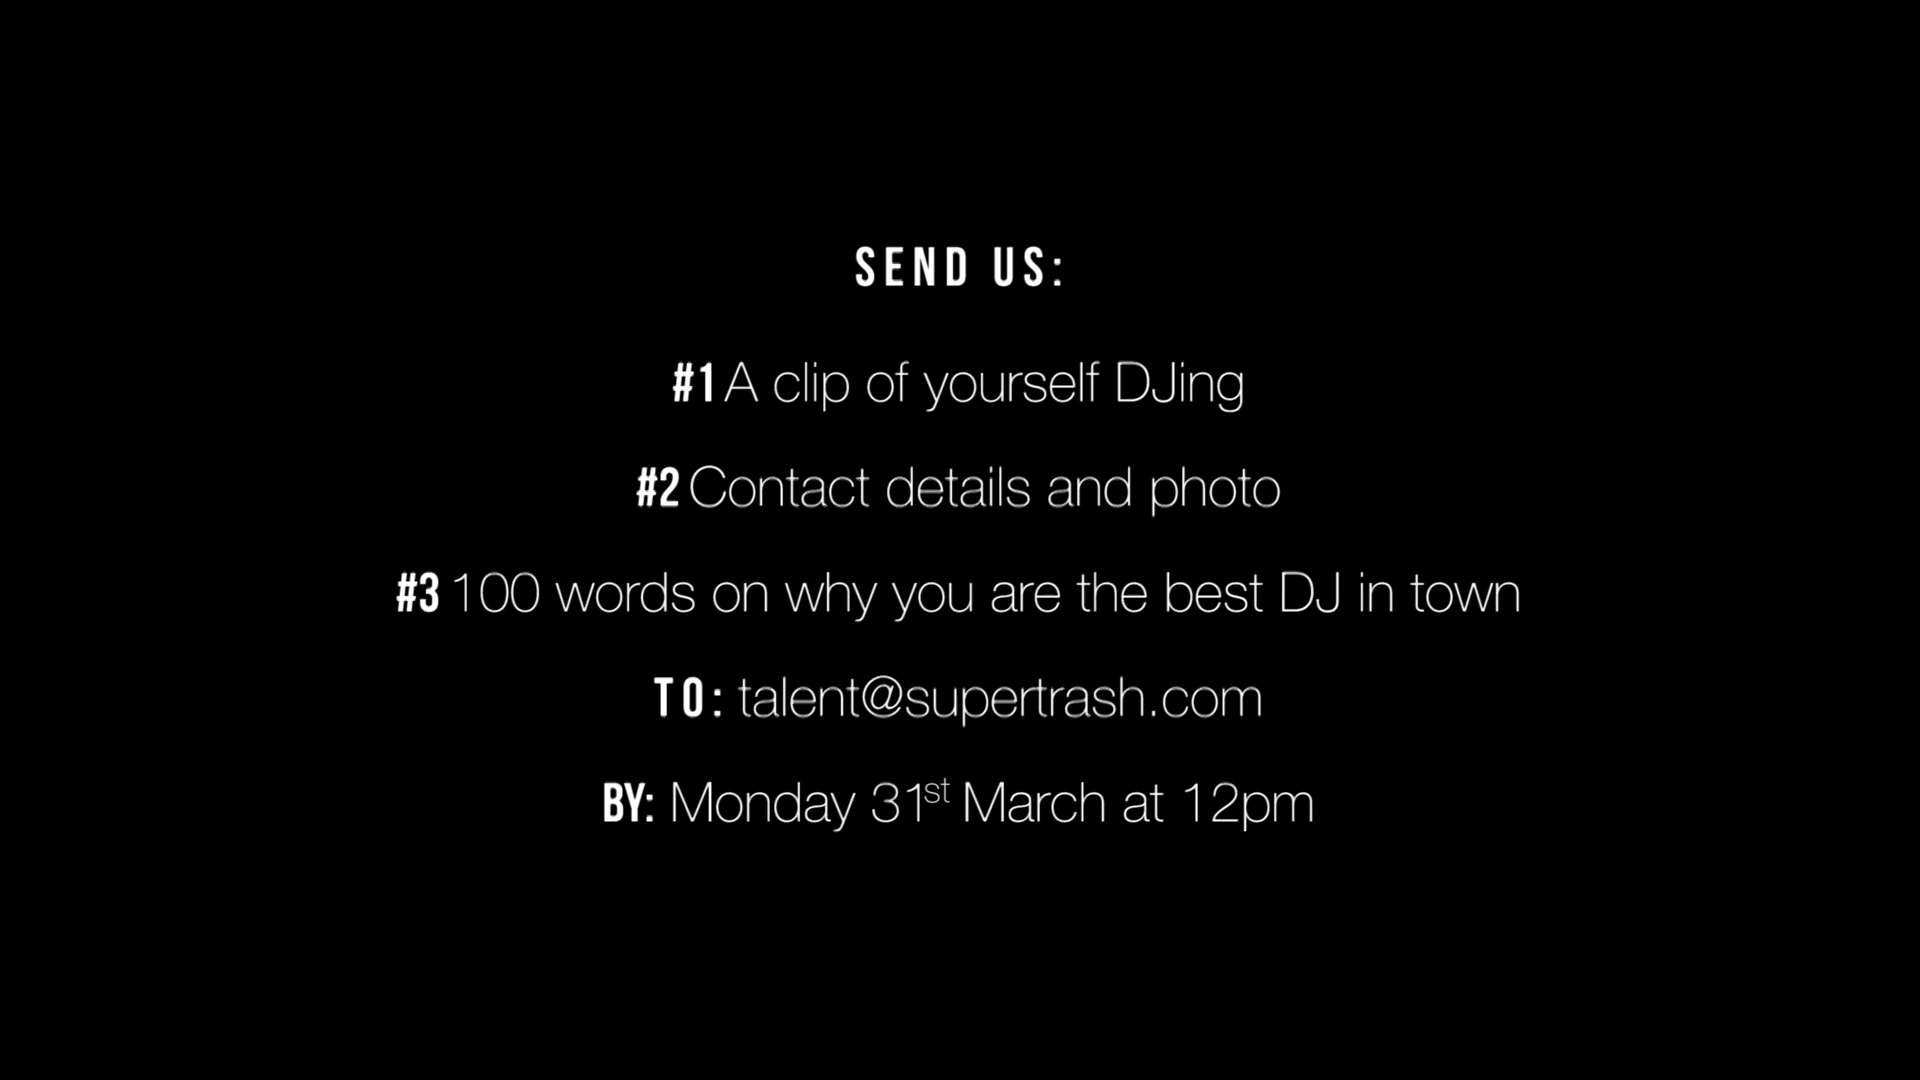 SEND US:
#1 A clip of yourself DJing
#2 Contact details and photo
#3 100 words on why you are the best DJ in town
TO: talent@supertrash.com
BY: Monday 31st March at 12pm